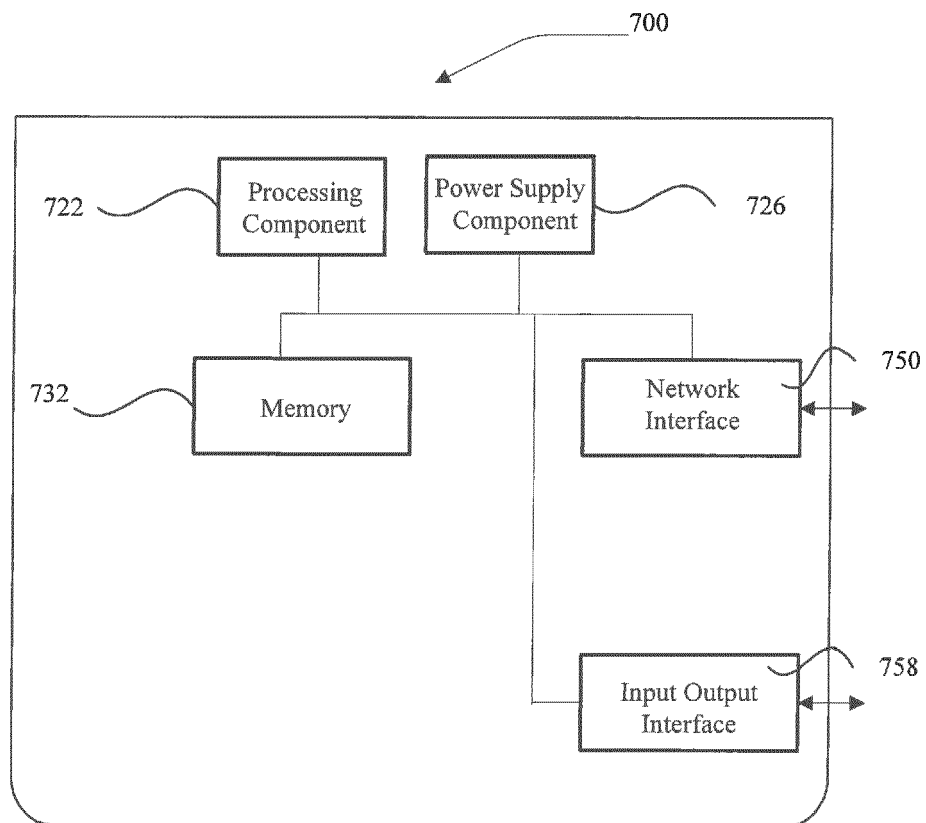 700
722
Processing
Component
Power Supply
Component
726
732
Memory
Network
Interface
750
Input Output
Interface
758